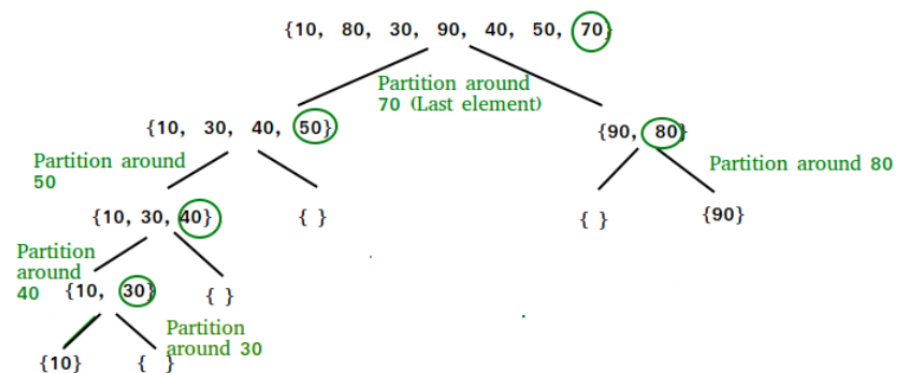 {10, 80, 30, 90, 40, 50, 70}
Partition around
70 (Last element)
{10, 30, 40, 50}
{90, 80}
Partition around
50
Partition around 80
{10, 30, 40}
{ }
{ }
{90}
Partition
around
40
{10, 30}
{ }
Partition
around 30
{10}
{ }